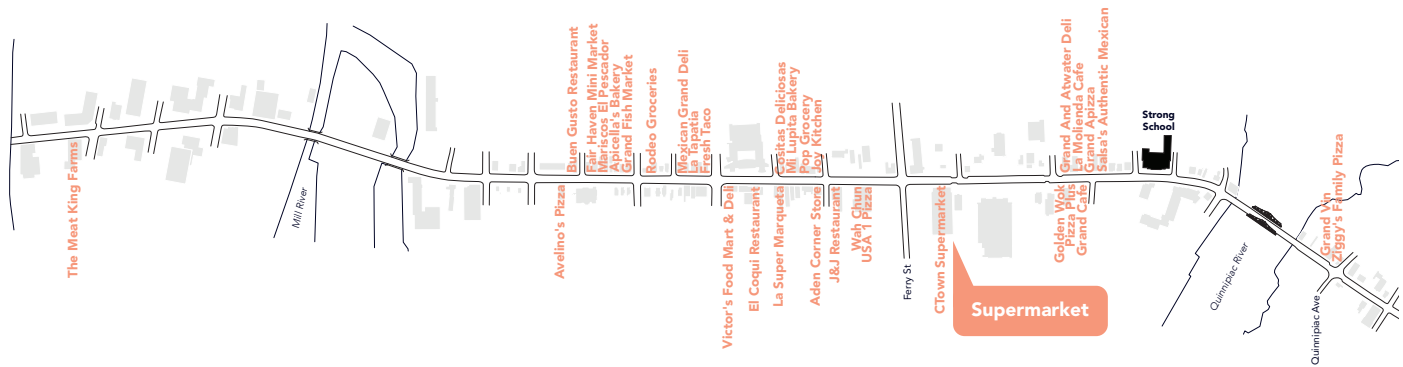 The Meat King Farms
Mill River
Buen Gusto Restaurant
Avelino's Pizza
Fair Haven Mini Market
Mariscos El Pescador
Apicella's Bakery
Grand Fish Market
Rodeo Groceries
Mexican Grand Deli
La Tapatia
Fresh Taco
Victor's Food Mart & Deli
El Coqui Restaurant
La Super Marqueta
Cositas Deliciosas
Mi Lupita Bakery
Pop Grocery
Joy Kitchen
Aden Corner Store
J&J Restaurant
Wah Chun
USA 1 Pizza
Ferry St
CTown Supermarket
Supermarket
Grand And Atwater Deli
La Molienda Cafe
Grand Apizza
Salsa's Authentic Mexican
Golden Wok
Pizza Plus
Grand Cafe
Strong
School
Quinnipiac River
Quinnipiac Ave
Grand Vin
Ziggy's Family Pizza